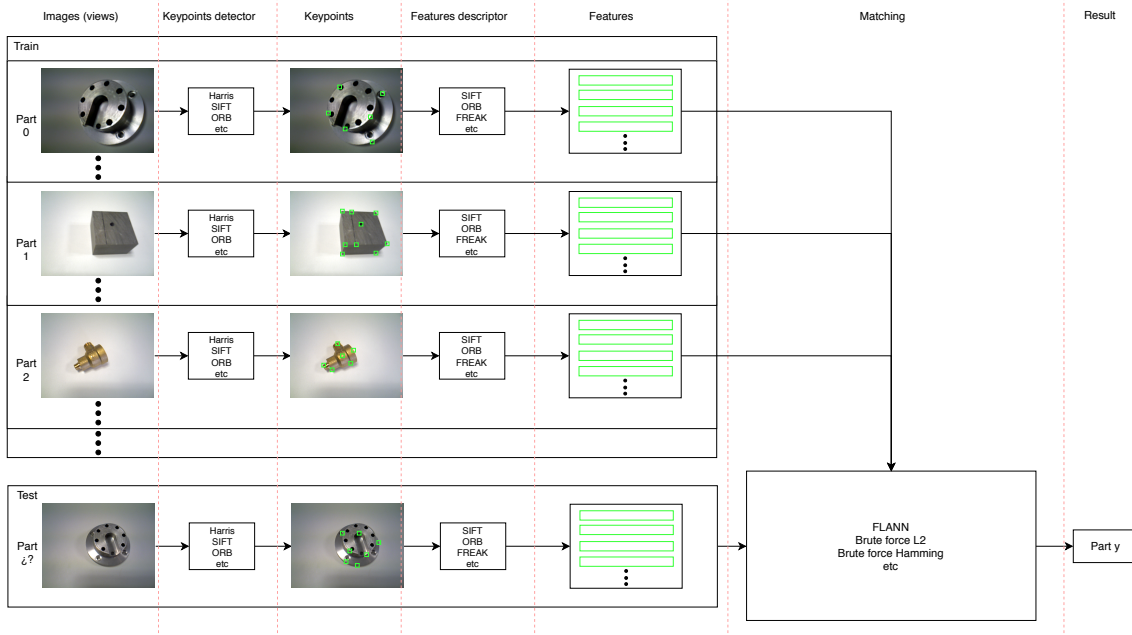 Images (views)
Keypoints detector
Keypoints
Features descriptor
Features
Matching
Result
Train
Part
0
Harris
SIFT
ORB
etc
SIFT
ORB
FREAK
etc
Part
1
Harris
SIFT
ORB
etc
SIFT
ORB
FREAK
etc
Part
2
Harris
SIFT
ORB
etc
SIFT
ORB
FREAK
etc
Test
Part
¿?
Harris
SIFT
ORB
etc
SIFT
ORB
FREAK
etc
FLANN
Brute force L2
Brute force Hamming
etc
Part y